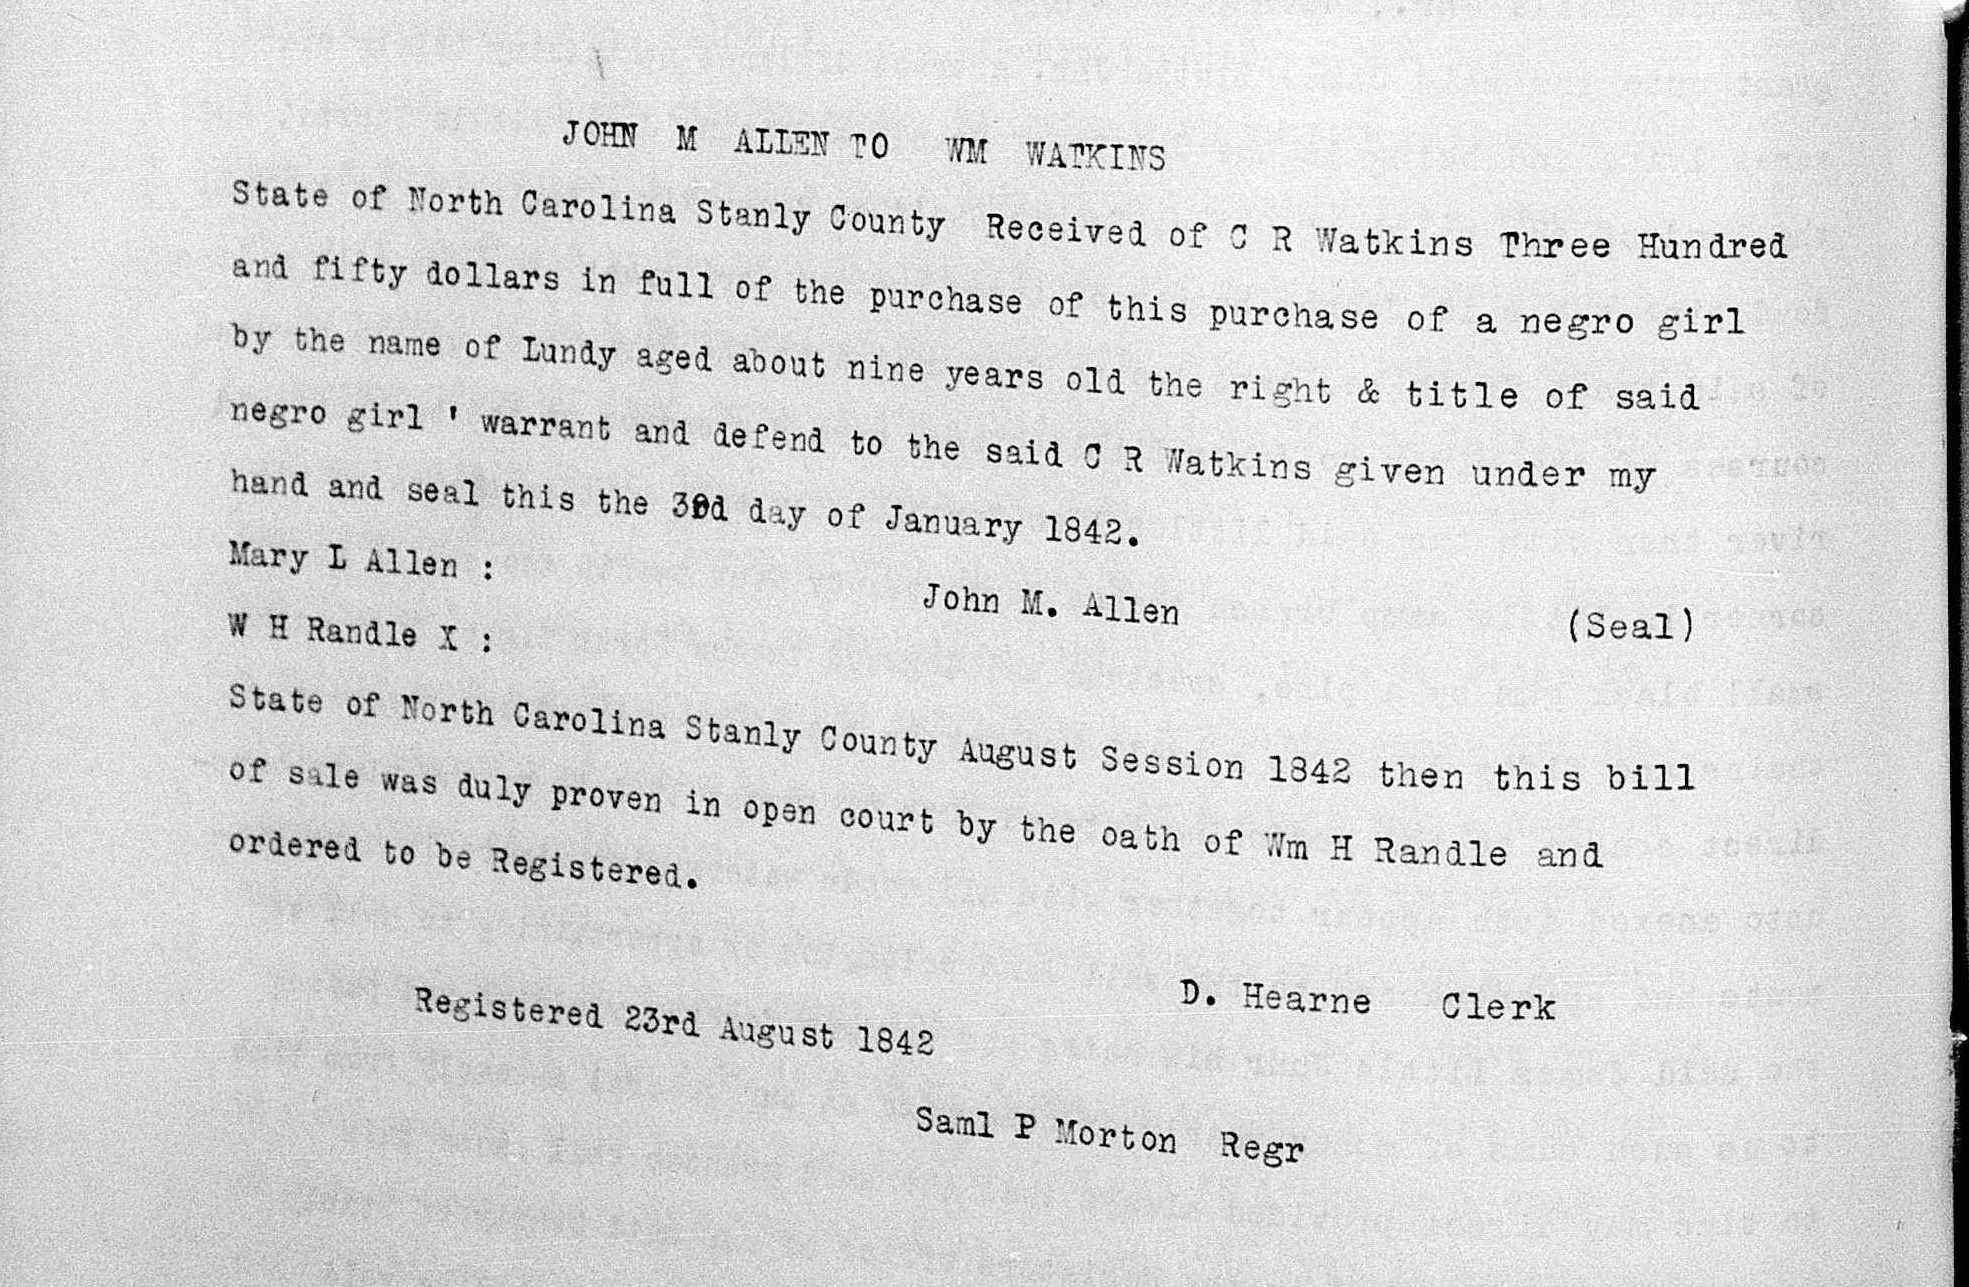 JOHN M ALLEN TO WM WATKINS
State of North Carolina Stanly County Received of C R Watkins Three Hundred
and fifty dollars in full of the purchase of this purchase of a negro girl
by the name of Lundy aged about nine years old the right & title of said
negro girl ' warrant and defend to the said C R Watkins given under my
hand and seal this the day of January 1842.
Mary L Allen :
John M. Allen (Seal)
W H Randle X :
State of North Carolina Stanly County August Session 1842 then this bill
of sale was duly proven in open court by the oath of Wm H Randle and
ordered to be Registered.
D. Hearne Clerk
Registered 23rd August 1842
Saml P Morton Regr